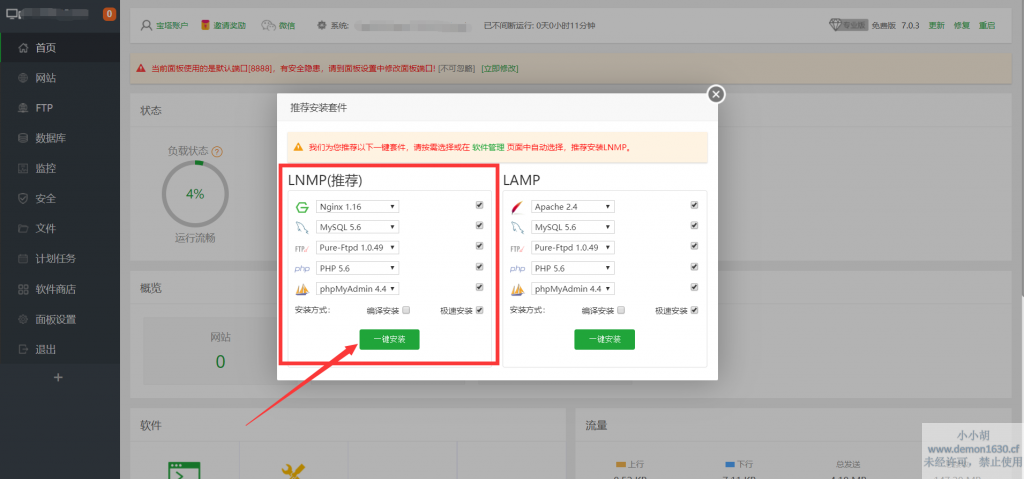 0
宝塔账户 邀请奖励 微信 系统: 已不间断运行: 0天0小时11分钟 专业版 免费版 7.0.3 更新 修复 重启
首页
网站
FTP
数据库
监控
安全
文件
计划任务
软件商店
面板设置
退出
+
当前面板使用的是默认端口[8888]，有安全隐患，请到面板设置中修改面板端口! [不可忽略] [立即修改]
状态
负载状态 ?
4%
运行流畅
概览
网站
0
推荐安装套件
我们为您推荐以下一键套件，请按需选择或在 软件管理 页面中自动选择，推荐安装LNMP。
LNMP(推荐)
Nginx 1.16
MySQL 5.6
FTP Pure-Ftpd 1.0.49
php PHP 5.6
phpMyAdmin 4.4
安装方式: 编译安装 极速安装
一键安装
LAMP
Apache 2.4
MySQL 5.6
FTP Pure-Ftpd 1.0.49
php PHP 5.6
phpMyAdmin 4.4
安装方式: 编译安装 极速安装
一键安装
软件
流量
上行 下行 总发送
小小胡
www.demon1630.cf
未经许可，禁止使用